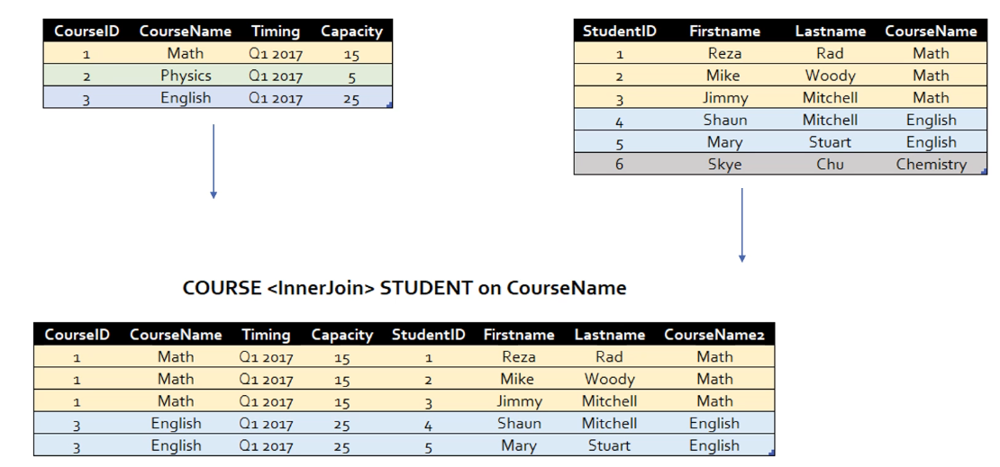 CourseID CourseName Timing Capacity
1 Math Q1 2017 15
2 Physics Q1 2017 5
3 English Q1 2017 25
StudentID Firstname Lastname CourseName
1 Reza Rad Math
2 Mike Woody Math
3 Jimmy Mitchell Math
4 Shaun Mitchell English
5 Mary Stuart English
6 Skye Chu Chemistry
COURSE <InnerJoin> STUDENT on CourseName
CourseID CourseName Timing Capacity StudentID Firstname Lastname CourseName2
1 Math Q1 2017 15 1 Reza Rad Math
1 Math Q1 2017 15 2 Mike Woody Math
1 Math Q1 2017 15 3 Jimmy Mitchell Math
3 English Q1 2017 25 4 Shaun Mitchell English
3 English Q1 2017 25 5 Mary Stuart English